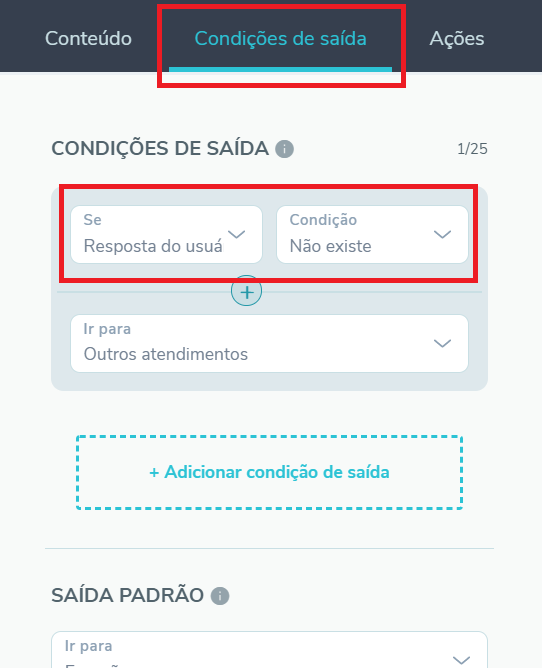 Conteúdo Condições de saída Ações
CONDIÇÕES DE SAÍDA 1/25
Se Condição
Resposta do usuá Não existe
Ir para
Outros atendimentos
+ Adicionar condição de saída
SAÍDA PADRÃO
Ir para